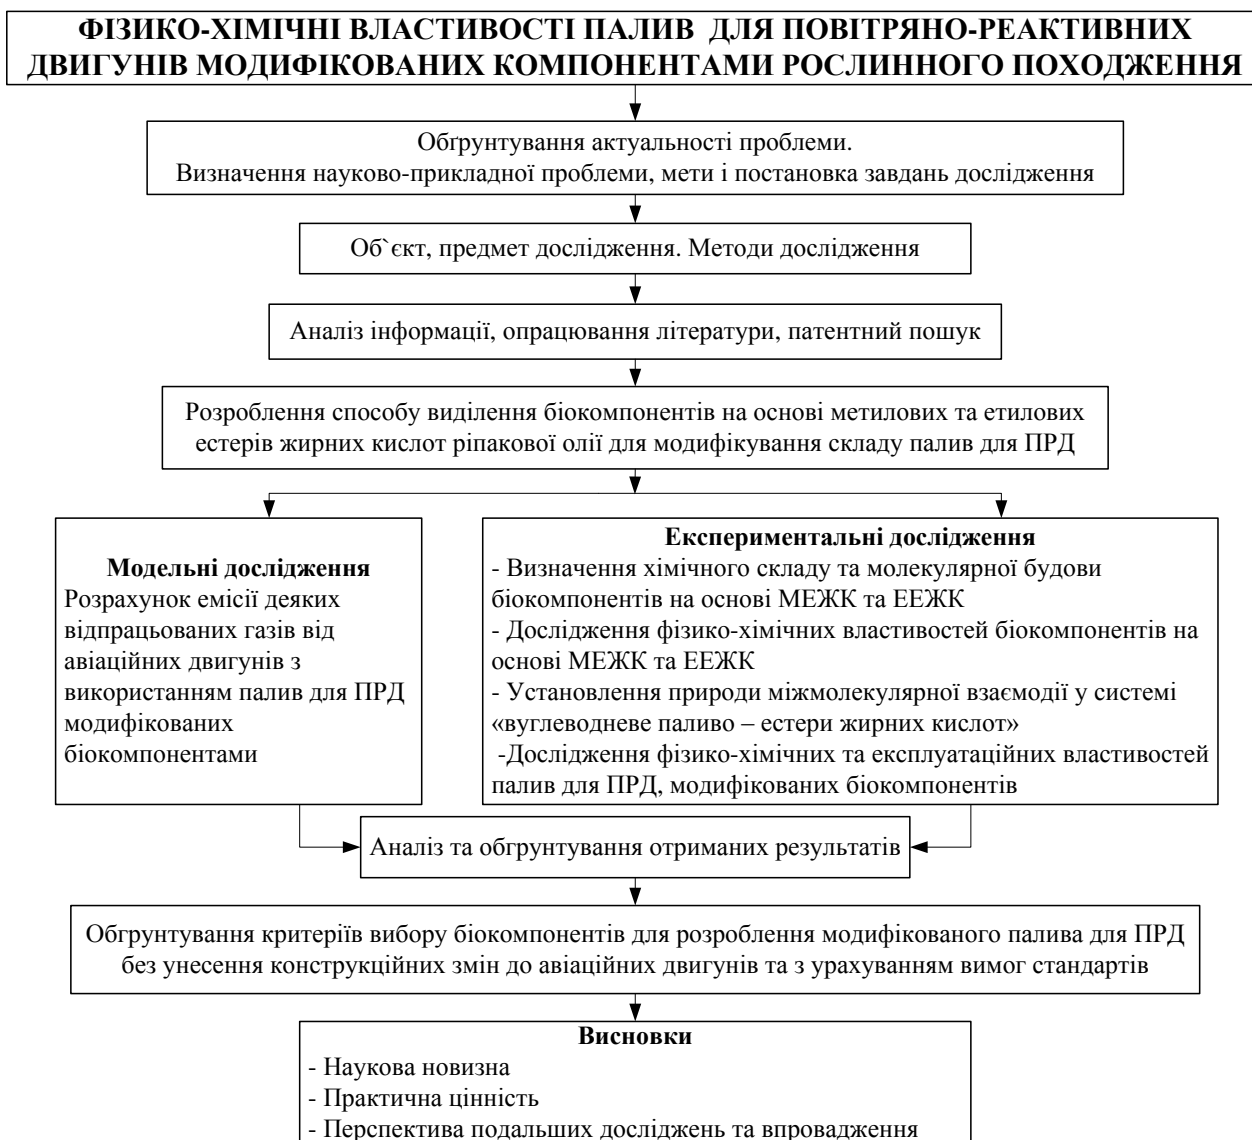 ФІЗИКО-ХІМІЧНІ ВЛАСТИВОСТІ ПАЛИВ ДЛЯ ПОВІТРЯНО-РЕАКТИВНИХ
ДВИГУНІВ МОДИФІКОВАНИХ КОМПОНЕНТАМИ РОСЛИННОГО ПОХОДЖЕННЯ
Обґрунтування актуальності проблеми.
Визначення науково-прикладної проблеми, мети і постановка завдань дослідження
Об`єкт, предмет дослідження. Методи дослідження
Аналіз інформації, опрацювання літератури, патентний пошук
Розроблення способу виділення біокомпонентів на основі метилових та етилових
естерів жирних кислот ріпакової олії для модифікування складу палив для ПРД
Модельні дослідження
Розрахунок емісії деяких
відпрацьованих газів від
авіаційних двигунів з
використанням палив для ПРД
модифікованих
біокомпонентами
Експериментальні дослідження
- Визначення хімічного складу та молекулярної будови
біокомпонентів на основі МЕЖК та ЕЕЖК
- Дослідження фізико-хімічних властивостей біокомпонентів на
основі МЕЖК та ЕЕЖК
- Установлення природи міжмолекулярної взаємодії у системі
«вуглеводневе паливо – естери жирних кислот»
-Дослідження фізико-хімічних та експлуатаційних властивостей
палив для ПРД, модифікованих біокомпонентів
Аналіз та обгрунтування отриманих результатів
Обгрунтування критеріїв вибору біокомпонентів для розроблення модифікованого палива для ПРД
без унесення конструкційних змін до авіаційних двигунів та з урахуванням вимог стандартів
Висновки
- Наукова новизна
- Практична цінність
- Перспектива подальших досліджень та впровадження